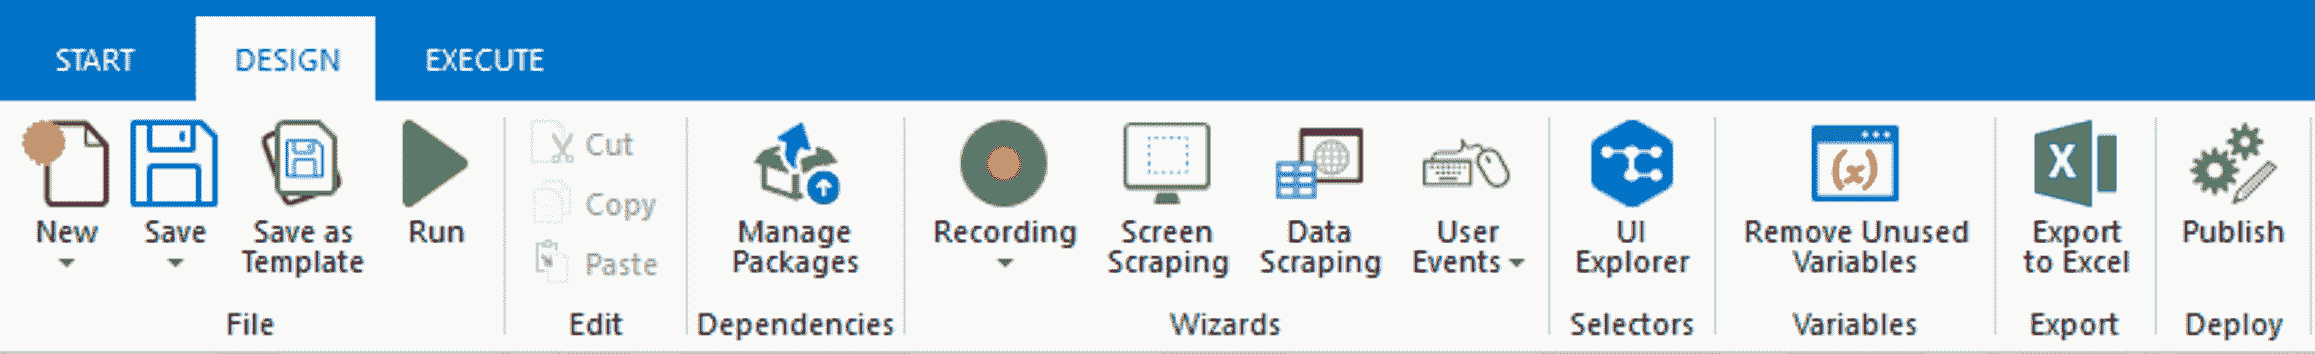 START DESIGN EXECUTE
New
Save
Save as
Template
Run
File
Cut
Copy
Paste
Edit
Manage
Packages
Dependencies
Recording
Screen
Scraping
Data
Scraping
User
Events
Wizards
UI
Explorer
Selectors
Remove Unused
Variables
Variables
Export
to Excel
Export
Publish
Deploy